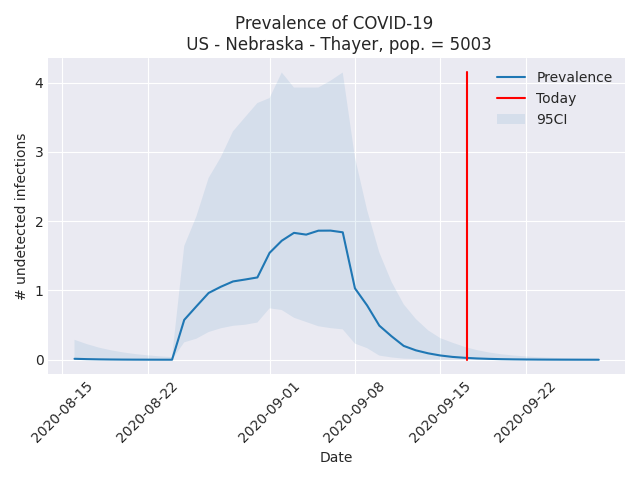 Prevalence of COVID-19
US - Nebraska - Thayer, pop. = 5003
# undetected infections
4
3
2
1
0
Prevalence
Today
95CI
2020-08-15
2020-08-22
2020-09-01
2020-09-08
2020-09-15
2020-09-22
Date